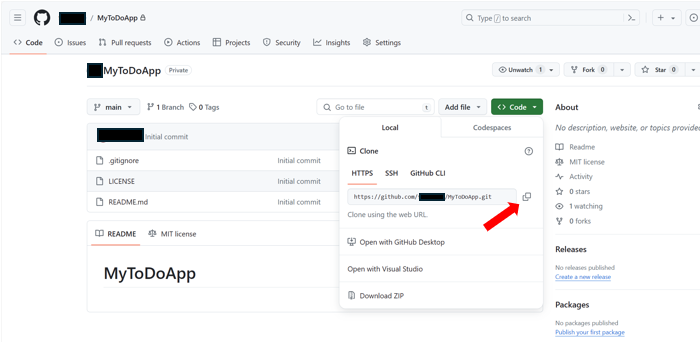 / MyToDoApp
Type / to search
Code Issues Pull requests Actions Projects Security Insights Settings
MyToDoApp Private
Unwatch 1 Fork 0 Star 0
main 1 Branch 0 Tags
Go to file t
Add file
Code
Initial commit
.gitignore Initial commit
LICENSE Initial commit
README.md Initial commit
README MIT license
MyToDoApp
Local Codespaces
Clone
HTTPS SSH GitHub CLI
https://github.com/ /MyToDoApp.git
Clone using the web URL.
Open with GitHub Desktop
Open with Visual Studio
Download ZIP
About
No description, website, or topics provided
Readme
MIT license
Activity
0 stars
1 watching
0 forks
Releases
No releases published
Create a new release
Packages
No packages published
Publish your first package